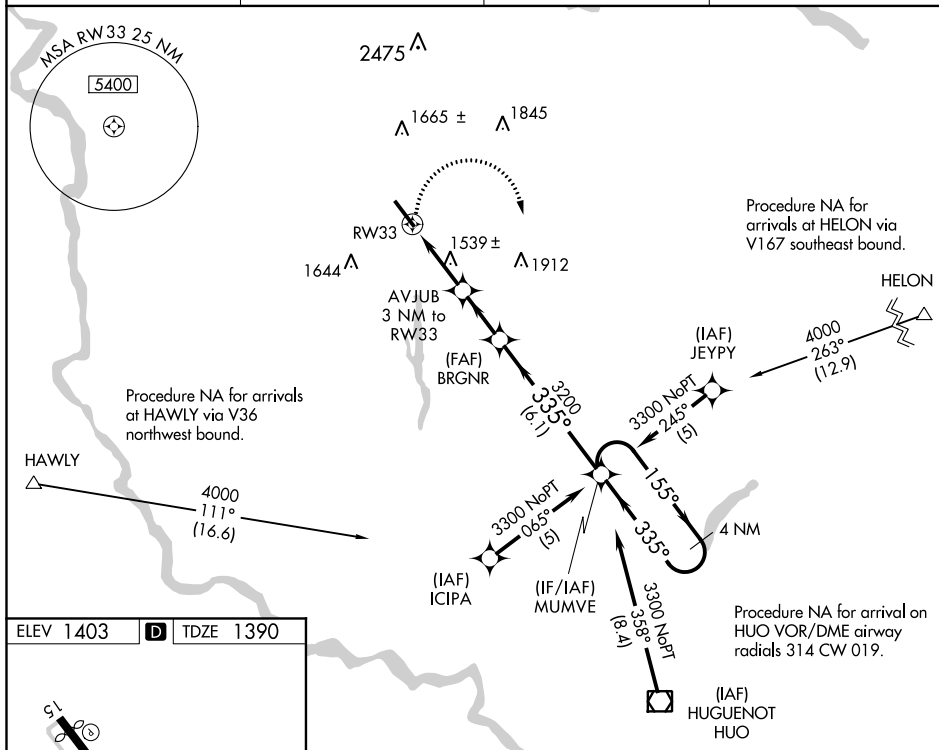 MSA RW33 25 NM
5400
2475
1665 ±
1845
RW33
1539 ±
1644
1912
AVJUB
3 NM to
RW33
(FAF)
BRGNR
Procedure NA for
arrivals at HELON via
V167 southeast bound.
HELON
4000
263°
(12.9)
(IAF)
JEYPY
3300 NoPT
245°
(5)
3200
335°
(6.1)
Procedure NA for arrivals
at HAWLY via V36
northwest bound.
HAWLY
4000
111°
(16.6)
155°
4 NM
335°
3300 NoPT
065°
(5)
(IAF)
ICIPA
(IF/IAF)
MUMVE
3300 NoPT
358°
(8.4)
Procedure NA for arrival on
HUO VOR/DME airway
radials 314 CW 019.
(IAF)
HUGUENOT
HUO
ELEV 1403
D
TDZE 1390
15
P